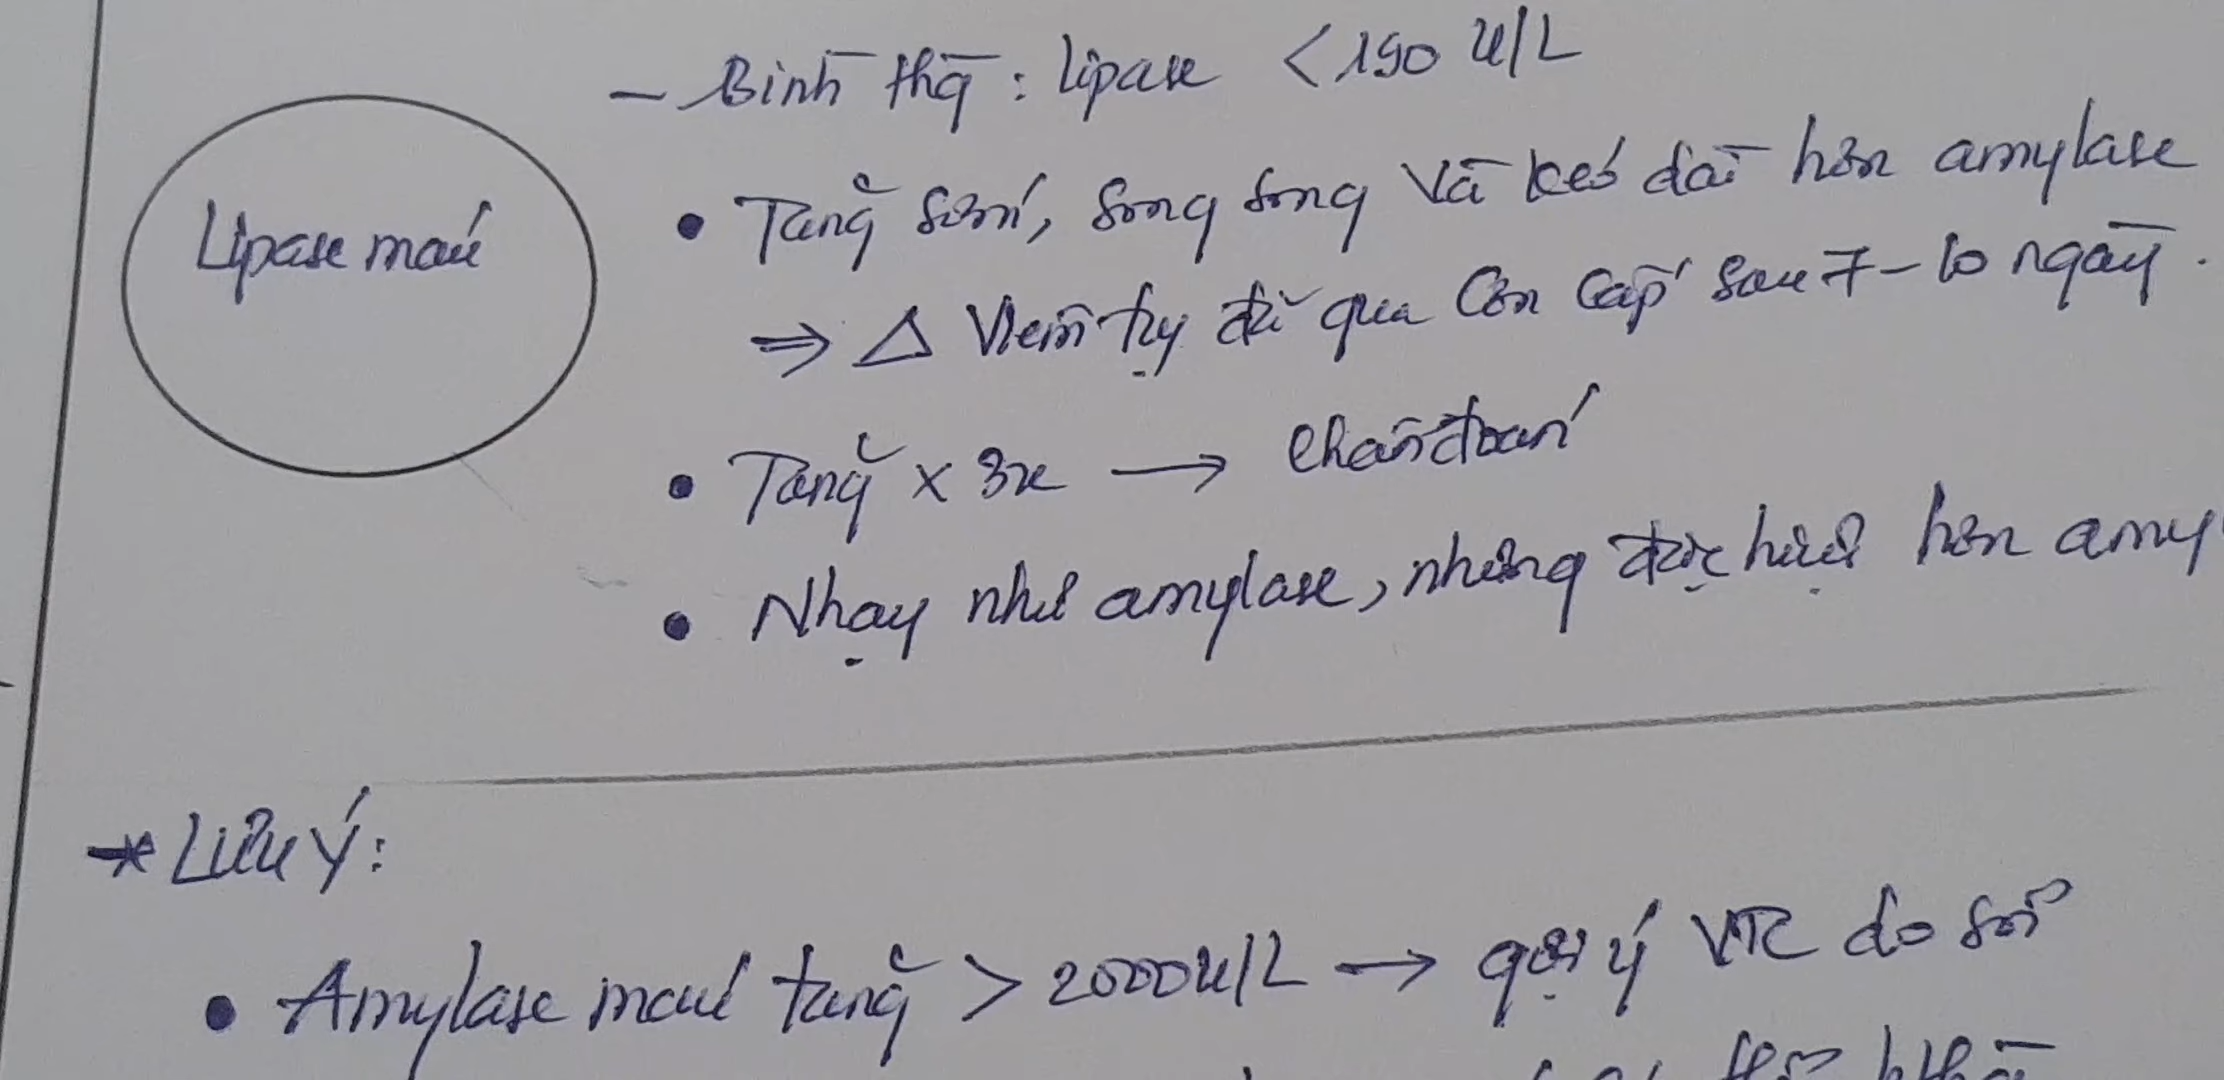 Lipase máu
- Bình thg̀: lipase < 190 U/L
• Tăng sớm, song song và kéo dài hơn amylase
⇒ Δ viêm tụy đã qua cơn cấp sau 7-10 ngày.
• Tăng x 3x → chẩn đoán
• Nhạy như amylase, nhưng đặc hiệu hơn amy
* Lưu ý:
• Amylase máu tăng > 2000 U/L → gợi ý VTC do sỏi